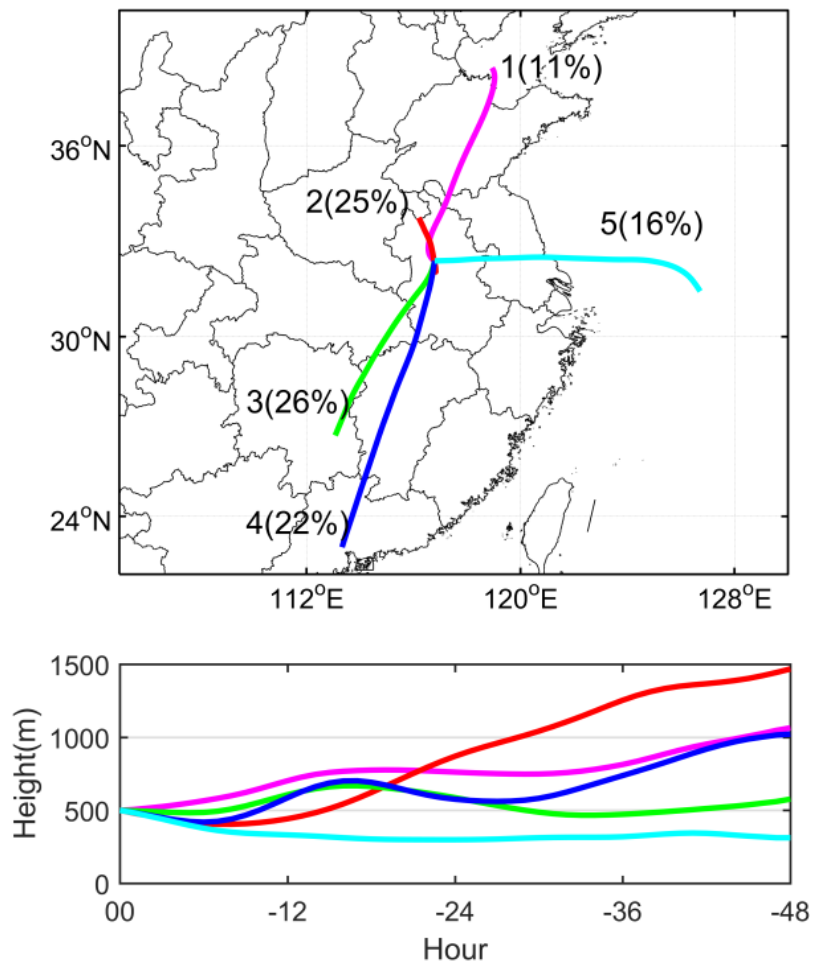 1(11%)
36°N
2(25%)
5(16%)
30°N
3(26%)
24°N
4(22%)
112°E 120°E 128°E
1500
1000
500
0
Height(m)
00 -12 -24 -36 -48
Hour